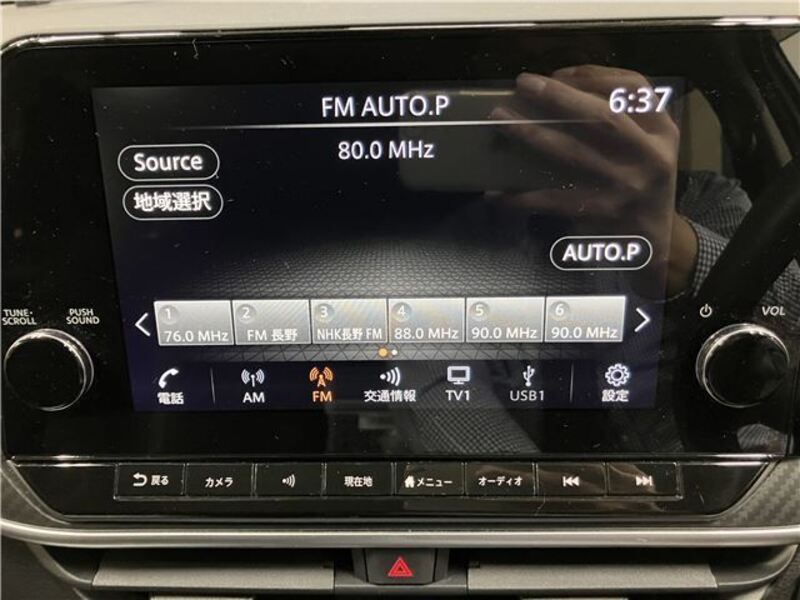 FM AUTO.P
6:37
80.0 MHz
Source
地域選択
AUTO.P
TUNE·SCROLL
PUSH SOUND
VOL
1 2 3 4 5 6
76.0 MHz FM 長野 NHK長野 FM 88.0 MHz 90.0 MHz 90.0 MHz
電話 AM FM 交通情報 TV1 USB1 設定
戻る カメラ 現在地 メニュー オーディオ